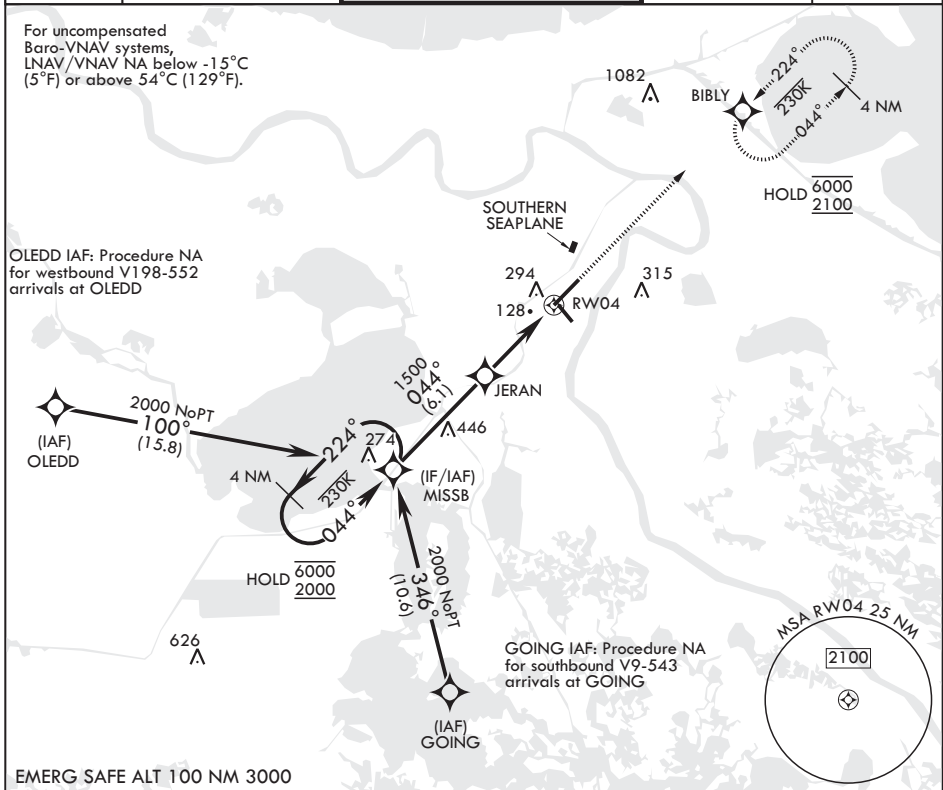 For uncompensated
Baro-VNAV systems,
LNAV/VNAV NA below -15°C
(5°F) or above 54°C (129°F).
1082
BIBLY
224°
230K
044°
4 NM
HOLD 6000
2100
SOUTHERN
SEAPLANE
OLEDD IAF: Procedure NA
for westbound V198-552
arrivals at OLEDD
294
315
128
RW04
1500
044°
(6.1)
JERAN
2000 NoPT
100°
(15.8)
(IAF)
OLEDD
446
224°
274
4 NM
230K
044°
(IF/IAF)
MISSB
HOLD 6000
2000
2000 NoPT
346°
(10.6)
626
GOING IAF: Procedure NA
for southbound V9-543
arrivals at GOING
(IAF)
GOING
MSA RW04 25 NM
2100
EMERG SAFE ALT 100 NM 3000